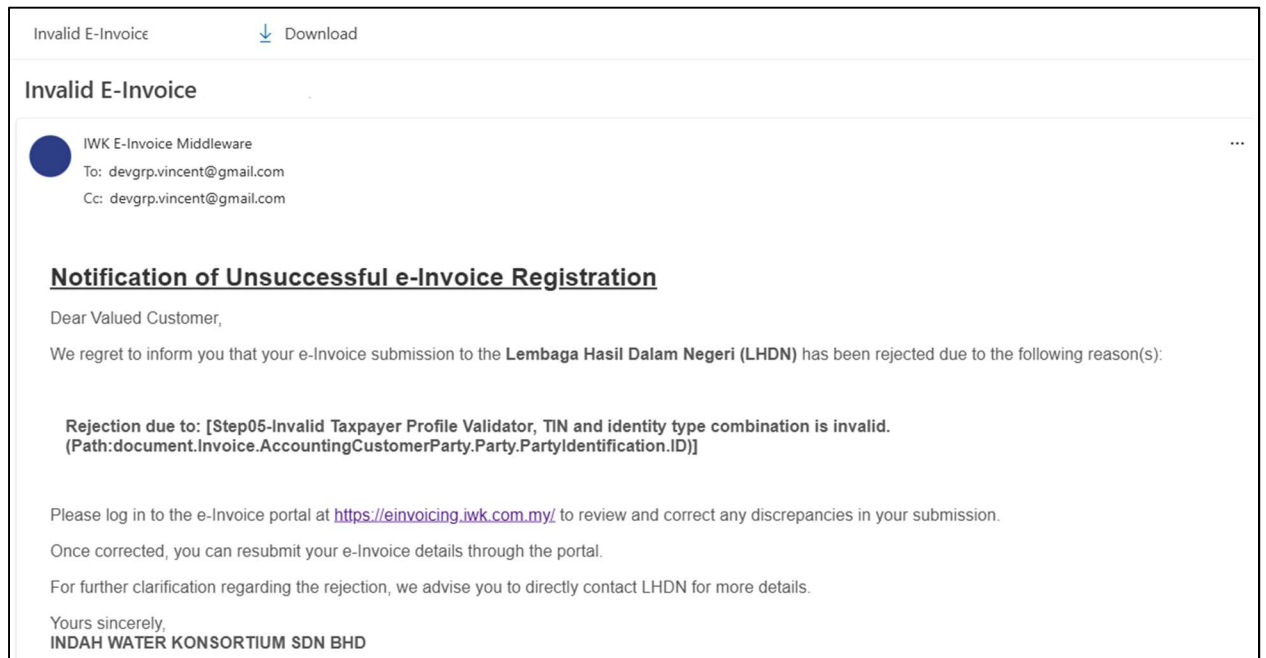 Invalid E-Invoice
Download
Invalid E-Invoice
IWK E-Invoice Middleware
...
To: devgrp.vincent@gmail.com
Cc: devgrp.vincent@gmail.com
Notification of Unsuccessful e-Invoice Registration
Dear Valued Customer,
We regret to inform you that your e-Invoice submission to the Lembaga Hasil Dalam Negeri (LHDN) has been rejected due to the following reason(s):
Rejection due to: [Step05-Invalid Taxpayer Profile Validator, TIN and identity type combination is invalid.
(Path:document.Invoice.AccountingCustomerParty.Party.PartyIdentification.ID)]
Please log in to the e-Invoice portal at https://einvoicing.iwk.com.my/ to review and correct any discrepancies in your submission.
Once corrected, you can resubmit your e-Invoice details through the portal.
For further clarification regarding the rejection, we advise you to directly contact LHDN for more details.
Yours sincerely,
INDAH WATER KONSORTIUM SDN BHD